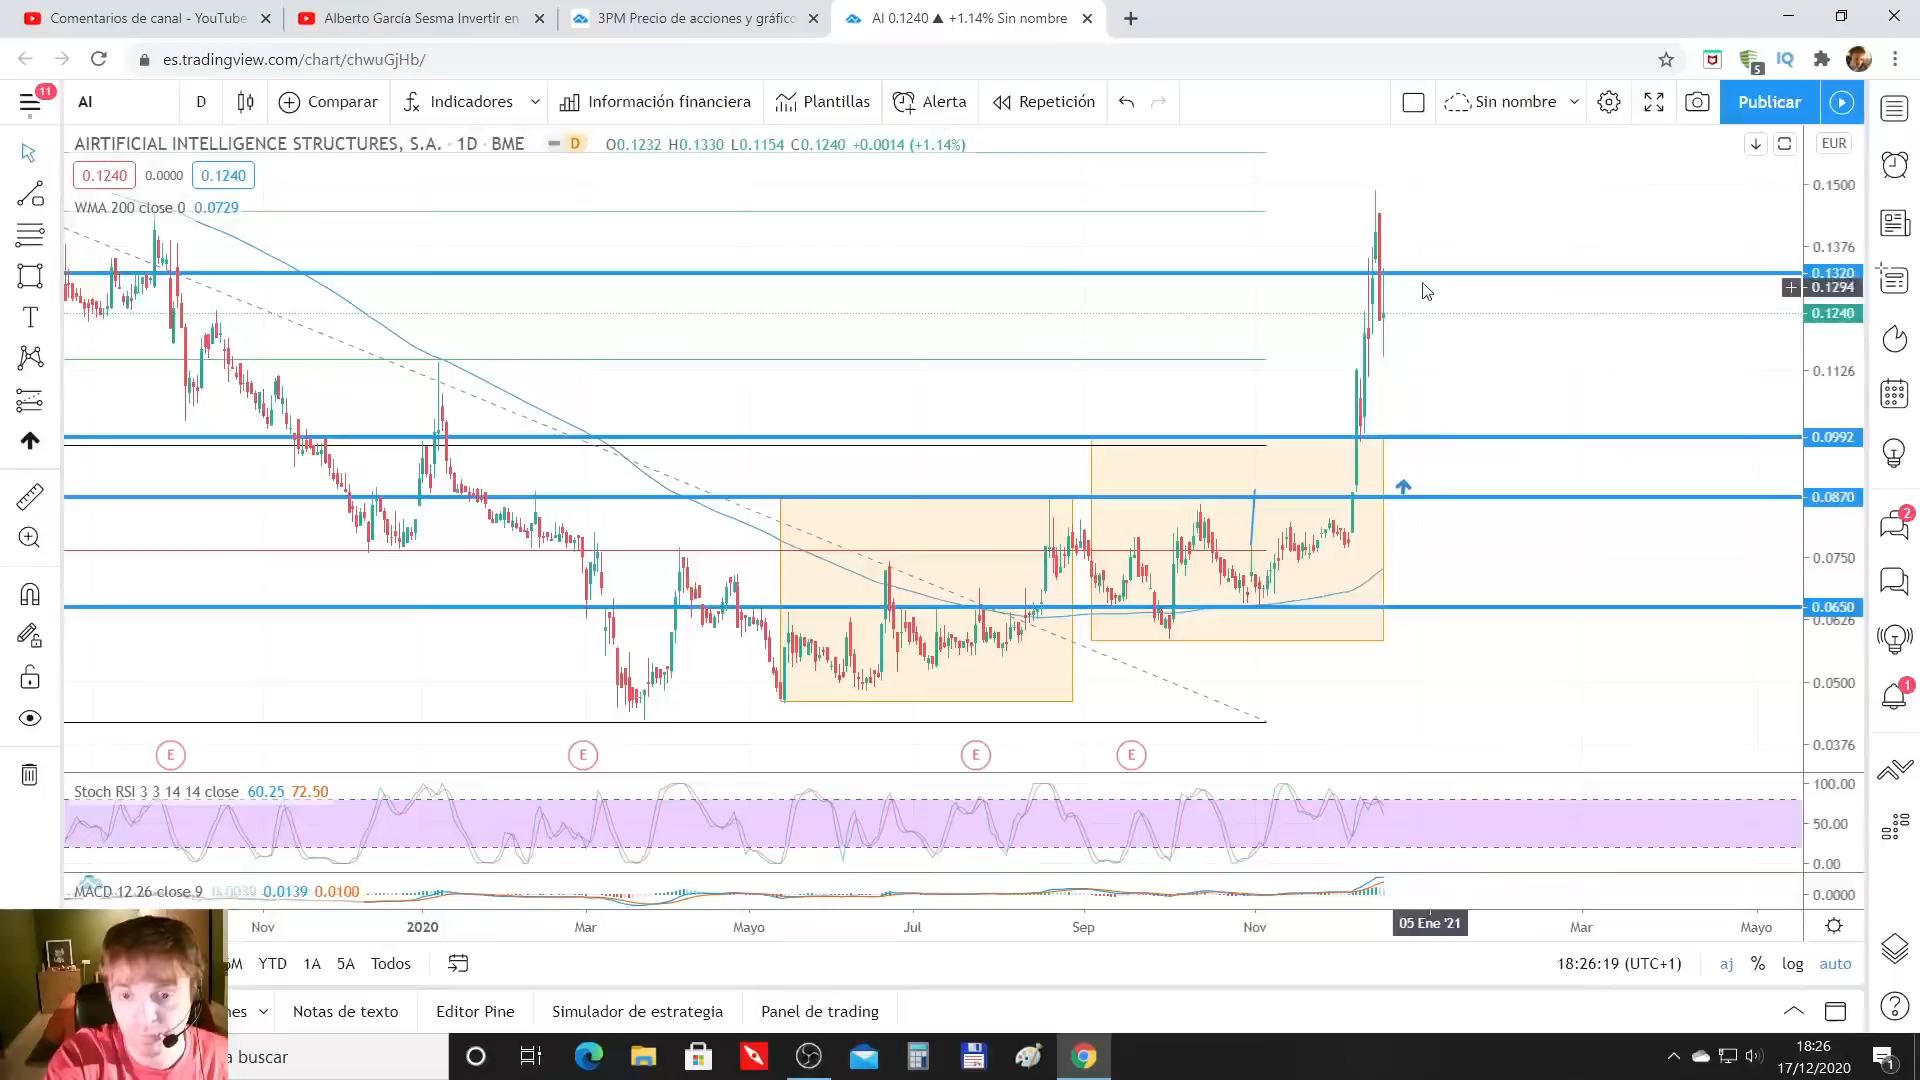 Comentarios de canal - YouTube
Alberto García Sesma Invertir en
3PM Precio de acciones y gráfico
AI 0.1240 ▲ +1.14% Sin nombre
es.tradingview.com/chart/chwuGjHb/
S
IQ
11
AI
D
Comparar
Indicadores
Información financiera
Plantillas
Alerta
Repetición
Sin nombre
Publicar
AIRTIFICIAL INTELLIGENCE STRUCTURES, S.A. · 1D · BME
D
O0.1232 H0.1330 L0.1154 C0.1240 +0.0014 (+1.14%)
EUR
0.1240
0.0000
0.1240
WMA 200 close 0 0.0729
0.1500
0.1376
0.1320
0.1294
0.1240
0.1126
0.0992
0.0870
0.0750
0.0650
0.0626
0.0500
0.0376
2
1
E
E
E
E
Stoch RSI 3 3 14 14 close 60.25 72.50
100.00
50.00
0.00
MACD 12 26 close 9 0.0039 0.0139 0.0100
0.0000
Nov
2020
Mar
Mayo
Jul
Sep
Nov
05 Ene '21
Mar
Mayo
YTD
1A
5A
Todos
18:26:19 (UTC+1)
aj
%
log
auto
Notas de texto
Editor Pine
Simulador de estrategia
Panel de trading
a buscar
18:26
17/12/2020
1